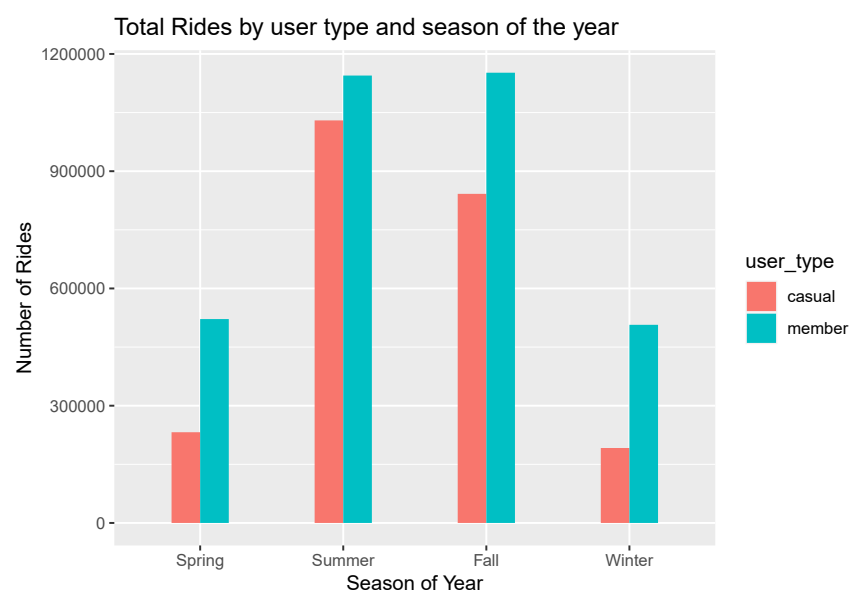 Total Rides by user type and season of the year
Number of Rides
1200000
900000
600000
300000
0
Spring
Summer
Fall
Winter
Season of Year
user_type
casual
member